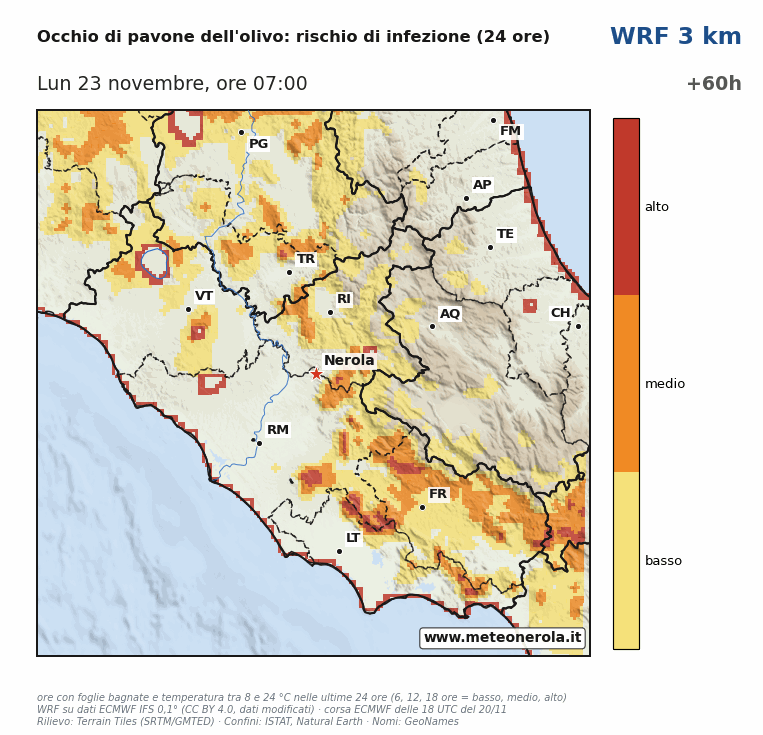 Occhio di pavone dell'olivo: rischio di infezione (24 ore)
WRF 3 km
Lun 23 novembre, ore 07:00
+60h
FM
PG
AP
TE
TR
VT
RI
AQ
CH
Nerola
RM
FR
LT
alto
medio
basso
www.meteonerola.it
ore con foglie bagnate e temperatura tra 8 e 24 °C nelle ultime 24 ore (6, 12, 18 ore = basso, medio, alto)
WRF su dati ECMWF IFS 0,1° (CC BY 4.0, dati modificati) · corsa ECMWF delle 18 UTC del 20/11
Rilievo: Terrain Tiles (SRTM/GMTED) · Confini: ISTAT, Natural Earth · Nomi: GeoNames